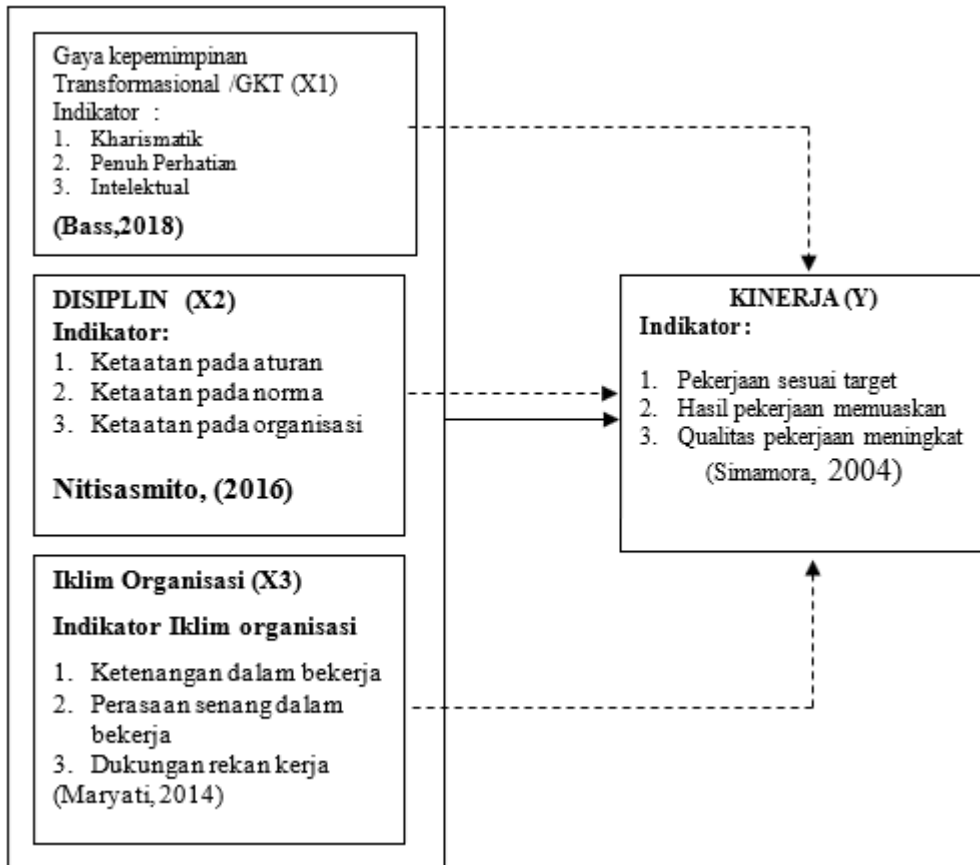 Gaya kepemimpinan
Transformasional /GKT (X1)
Indikator :
1. Kharismatik
2. Penuh Perhatian
3. Intelektual
(Bass,2018)
DISIPLIN (X2)
Indikator:
1. Ketaatan pada aturan
2. Ketaatan pada norma
3. Ketaatan pada organisasi
Nitisasmito, (2016)
Iklim Organisasi (X3)
Indikator Iklim organisasi
1. Ketenangan dalam bekerja
2. Perasaan senang dalam
bekerja
3. Dukungan rekan kerja
(Maryati, 2014)
KINERJA (Y)
Indikator :
1. Pekerjaan sesuai target
2. Hasil pekerjaan memuaskan
3. Qualitas pekerjaan meningkat
(Simamora, 2004)